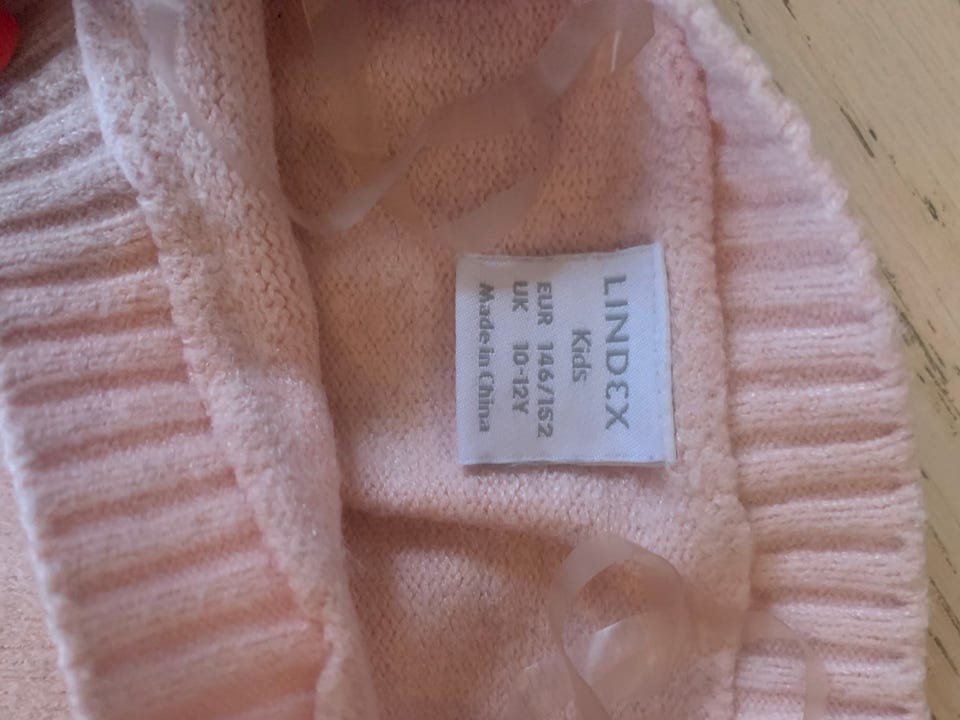 LINDEX
Kids
EUR 146/152
UK 10-12Y
Made in China